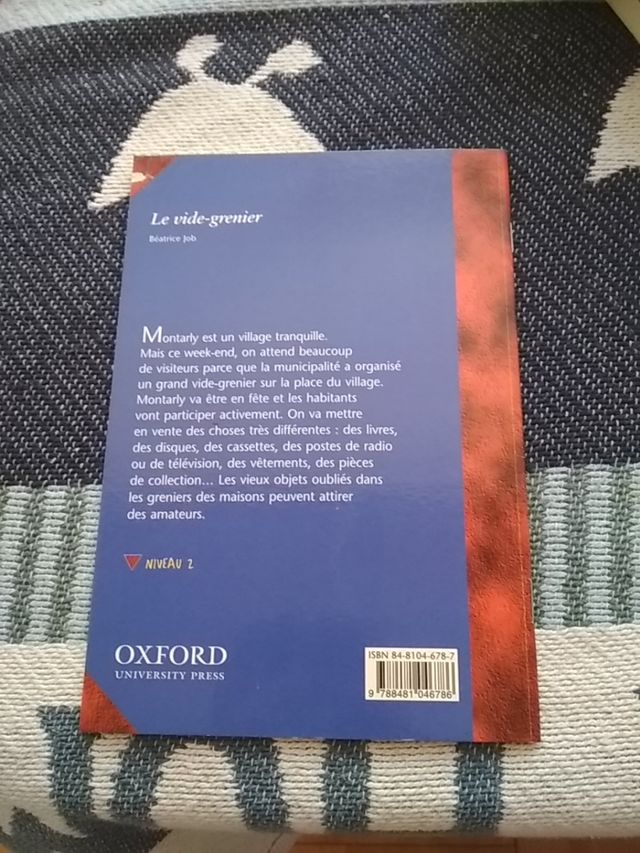 Le vide-grenier
Béatrice Job
Montarly est un village tranquille.
Mais ce week-end, on attend beaucoup
de visiteurs parce que la municipalité a organisé
un grand vide-grenier sur la place du village.
Montarly va être en fête et les habitants
vont participer activement. On va mettre
en vente des choses très différentes : des livres,
des disques, des cassettes, des postes de radio
ou de télévision, des vêtements, des pièces
de collection... Les vieux objets oubliés dans
les greniers des maisons peuvent attirer
des amateurs.
NIVEAU 2
OXFORD
UNIVERSITY PRESS
ISBN 84-8104-678-7
9 788481 046786